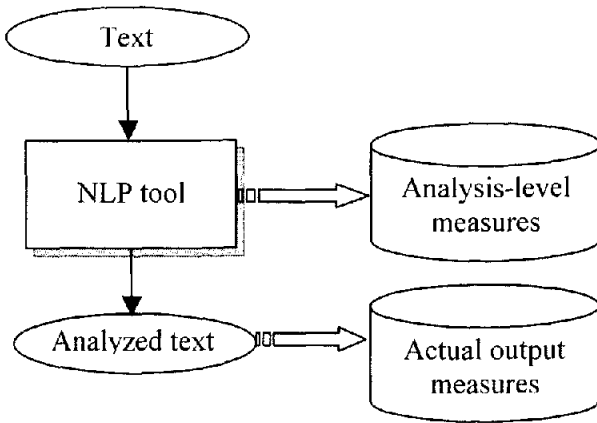 Text
NLP tool
Analysis-level
measures
Analyzed text
Actual output
measures